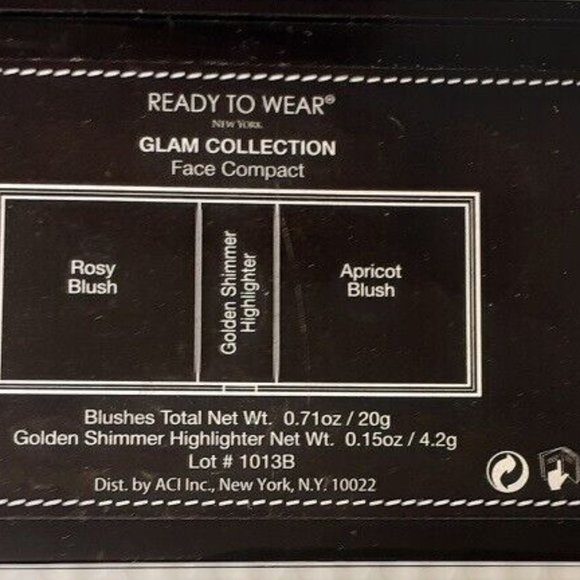 READY TO WEAR®
NEW YORK
GLAM COLLECTION
Face Compact
Rosy
Blush
Golden Shimmer
Highlighter
Apricot
Blush
Blushes Total Net Wt. 0.71oz / 20g
Golden Shimmer Highlighter Net Wt. 0.15oz / 4.2g
Lot # 1013B
Dist. by ACI Inc., New York, N.Y. 10022